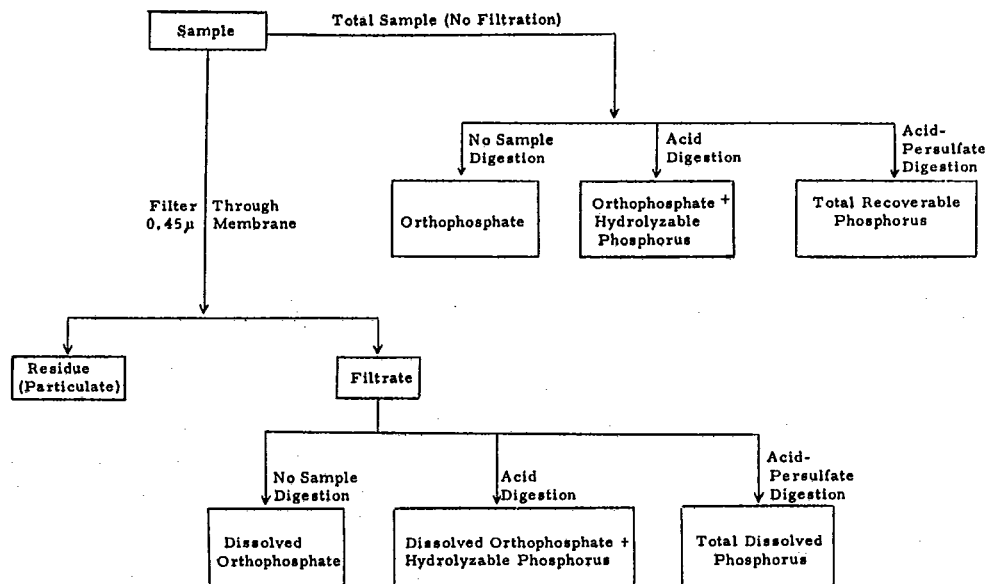 Total Sample (No Filtration)
Sample
No Sample
Digestion
Acid
Digestion
Acid-
Persulfate
Digestion
Orthophosphate
Orthophosphate +
Hydrolyzable
Phosphorus
Total Recoverable
Phosphorus
Filter Through
0.45μ Membrane
Residue
(Particulate)
Filtrate
No Sample
Digestion
Acid
Digestion
Acid-
Persulfate
Digestion
Dissolved
Orthophosphate
Dissolved Orthophosphate +
Hydrolyzable Phosphorus
Total Dissolved
Phosphorus